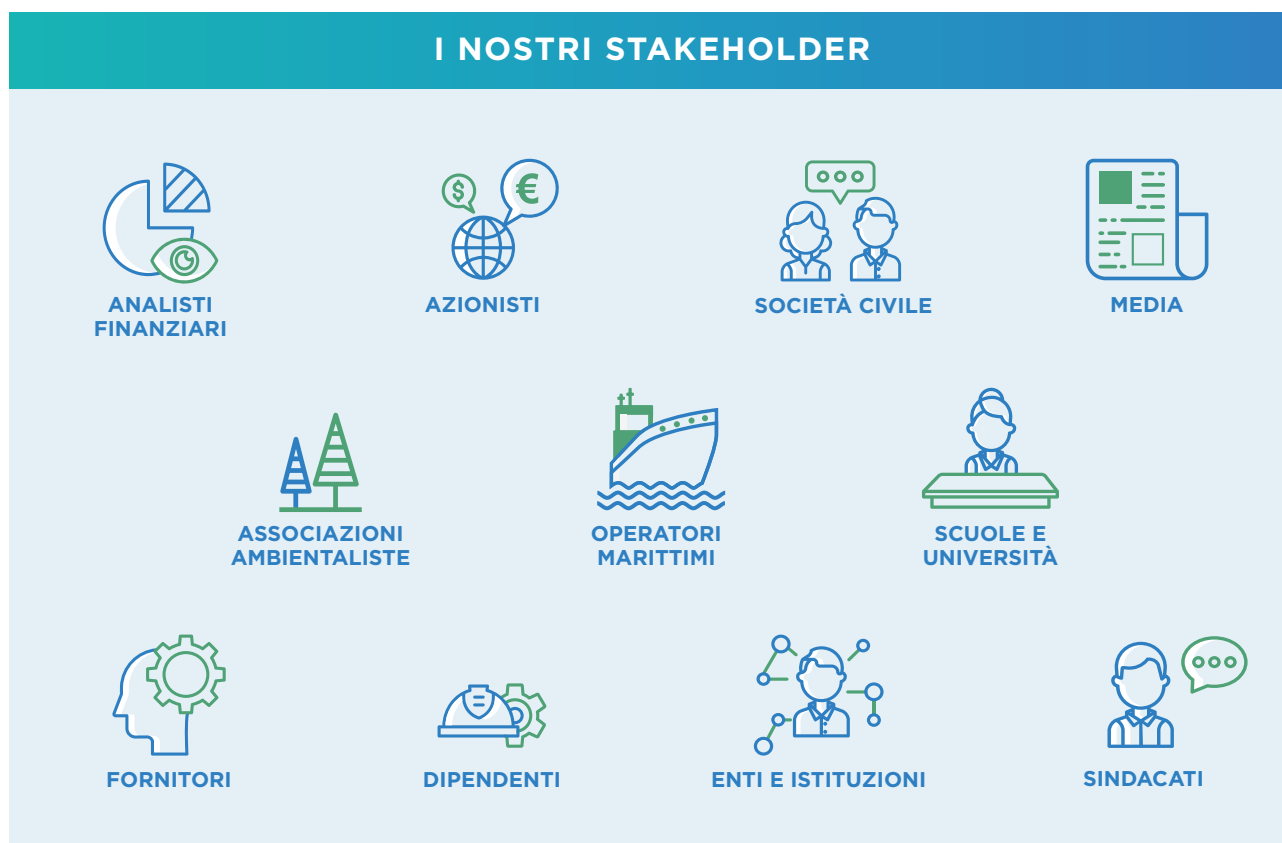 I NOSTRI STAKEHOLDER
$
€
ANALISTI
FINANZIARI
AZIONISTI
SOCIETÀ CIVILE
MEDIA
ASSOCIAZIONI
AMBIENTALISTE
OPERATORI
MARITTIMI
SCUOLE E
UNIVERSITÀ
FORNITORI
DIPENDENTI
ENTI E ISTITUZIONI
SINDACATI